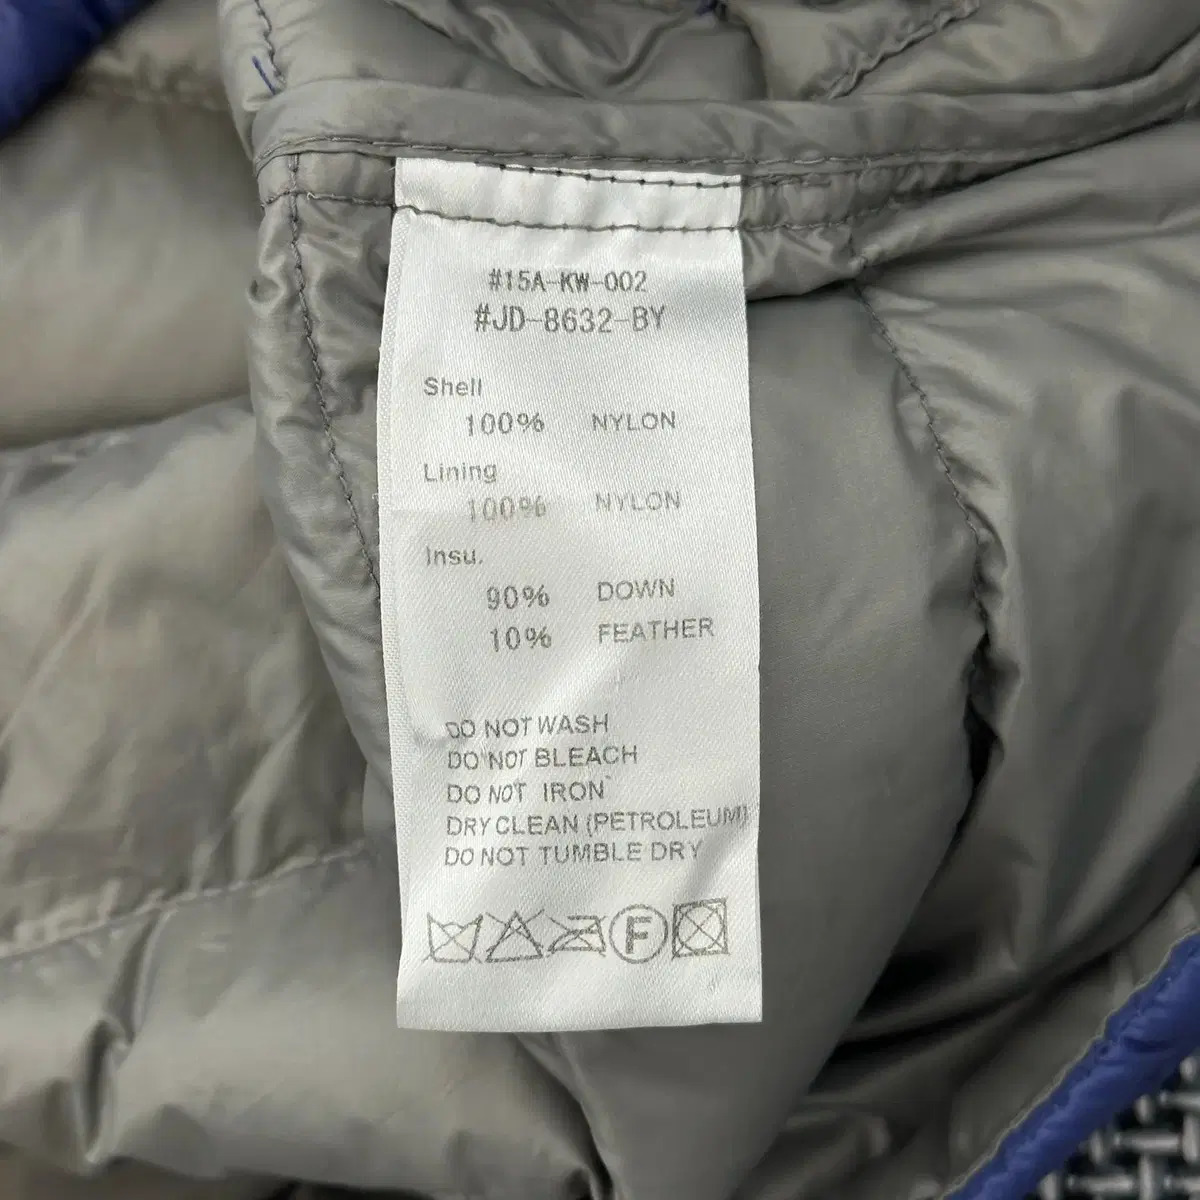 #15A-KW-002
#JD-8632-BY
Shell
100% NYLON
Lining
100% NYLON
Insu.
90% DOWN
10% FEATHER
DO NOT WASH
DO NOT BLEACH
DO NOT IRON
DRY CLEAN (PETROLEUM)
DO NOT TUMBLE DRY
F